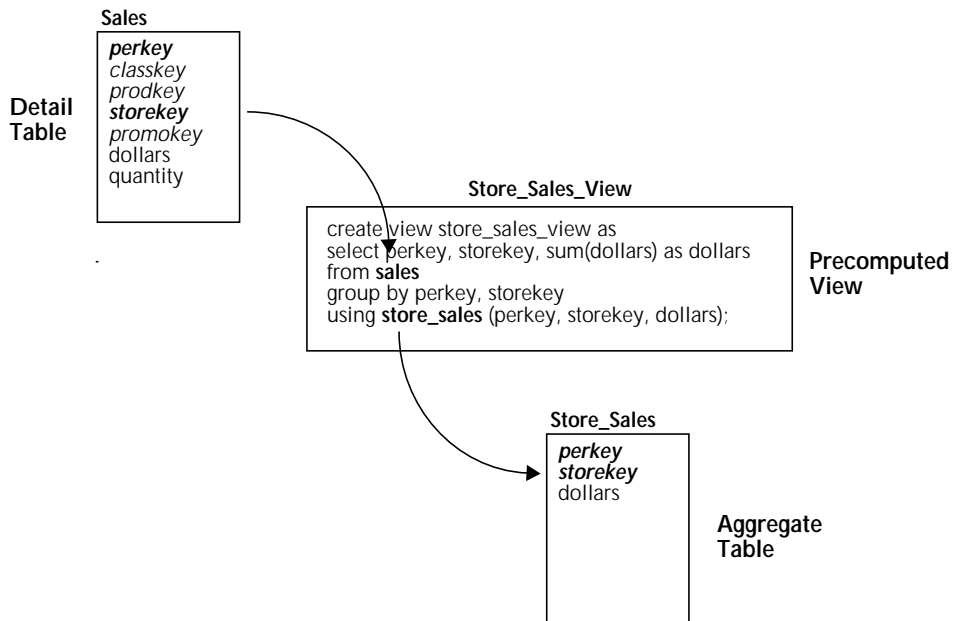 Sales
perkey
classkey
prodkey
storekey
promokey
dollars
quantity
Detail
Table
Store_Sales_View
create view store_sales_view as
select perkey, storekey, sum(dollars) as dollars
from sales
group by perkey, storekey
using store_sales (perkey, storekey, dollars);
Precomputed
View
Store_Sales
perkey
storekey
dollars
Aggregate
Table